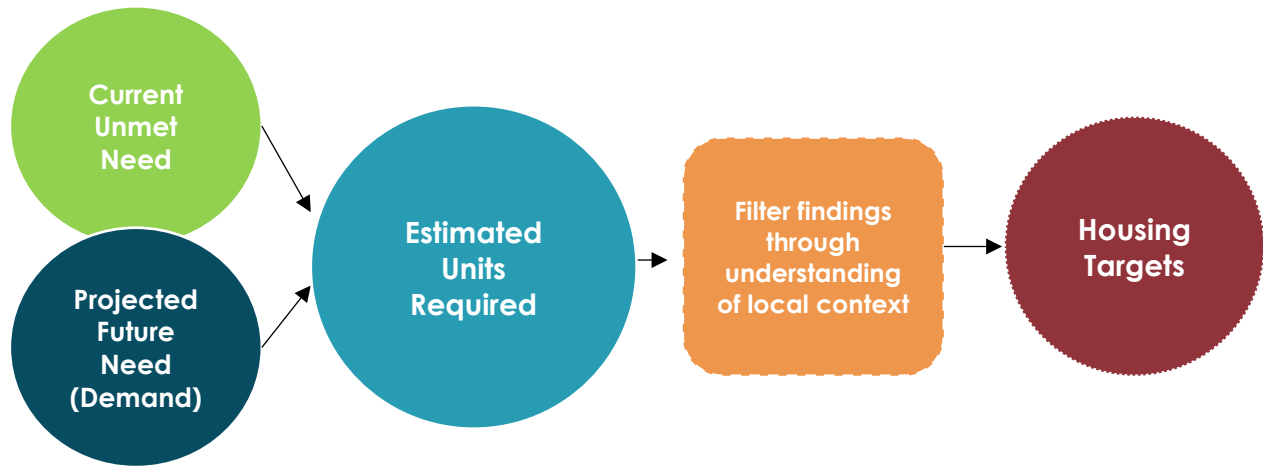 Current
Unmet
Need
Projected
Future
Need
(Demand)
Estimated
Units
Required
Filter findings
through
understanding
of local context
Housing
Targets